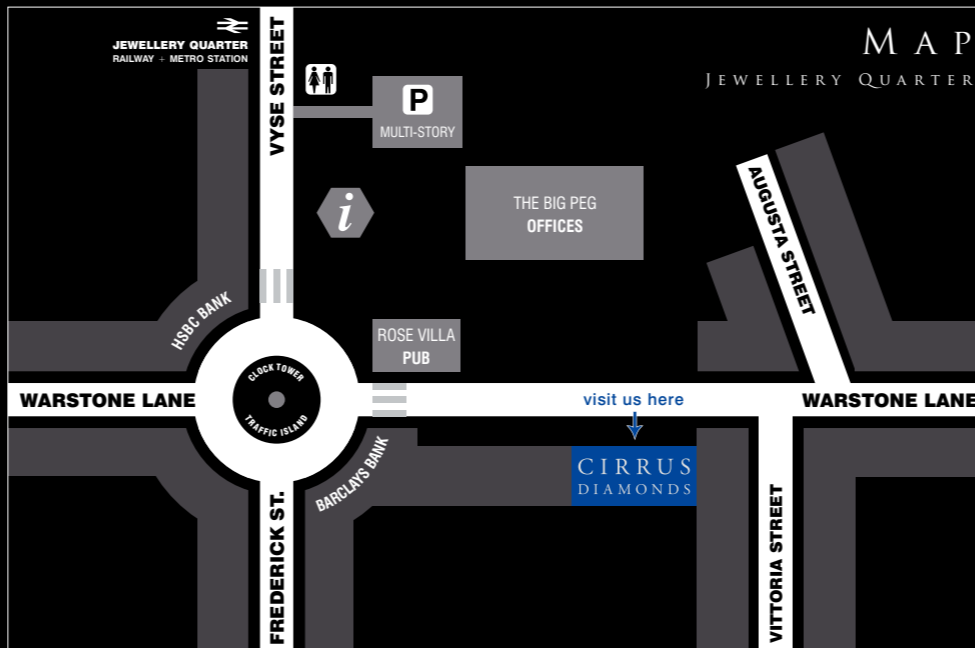 MAP
JEWELLERY QUARTER
JEWELLERY QUARTER
RAILWAY + METRO STATION
VYSE STREET
P
MULTI-STORY
i
THE BIG PEG
OFFICES
AUGUSTA STREET
HSBC BANK
ROSE VILLA
PUB
CLOCK TOWER
TRAFFIC ISLAND
WARSTONE LANE
visit us here
WARSTONE LANE
CIRRUS
DIAMONDS
BARCLAYS BANK
FREDERICK ST.
VITTORIA STREET